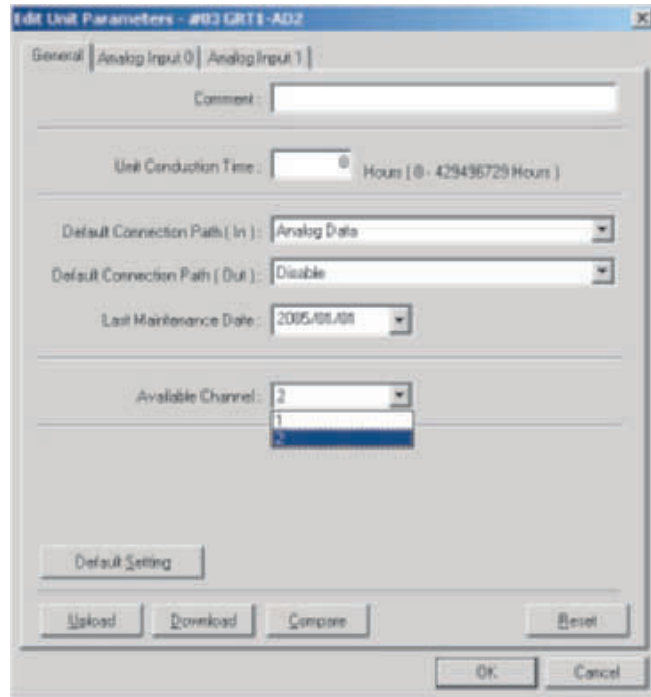 Edit Unit Parameters - #03 GRT1-AD2
General Analog Input 0 Analog Input 1
Comment :
Unit Conduction Time : 0 Hours ( 0 - 429496729 Hours )
Default Connection Path ( In ) : Analog Data
Default Connection Path ( Out ) : Disable
Last Maintenance Date : 2005/01/01
Available Channel : 2
1
2
Default Setting
Upload Download Compare Reset
OK Cancel